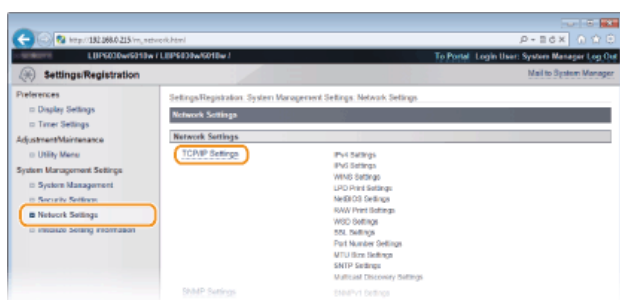 http://192.168.0.215/m_network.html
LBP6030w/6018w / LBP6030w/6018w /
To Portal Login User: System Manager Log Out
Settings/Registration
Mail to System Manager
Preferences
Display Settings
Timer Settings
Adjustment/Maintenance
Utility Menu
System Management Settings
System Management
Security Settings
Network Settings
Initialize Setting Information
Settings/Registration: System Management Settings: Network Settings
Network Settings
Network Settings
TCP/IP Settings
IPv4 Settings
IPv6 Settings
WINS Settings
LPD Print Settings
NetBIOS Settings
RAW Print Settings
WSD Settings
SSL Settings
Port Number Settings
MTU Size Settings
SNTP Settings
Multicast Discovery Settings
SNMP Settings
SNMPv1 Settings